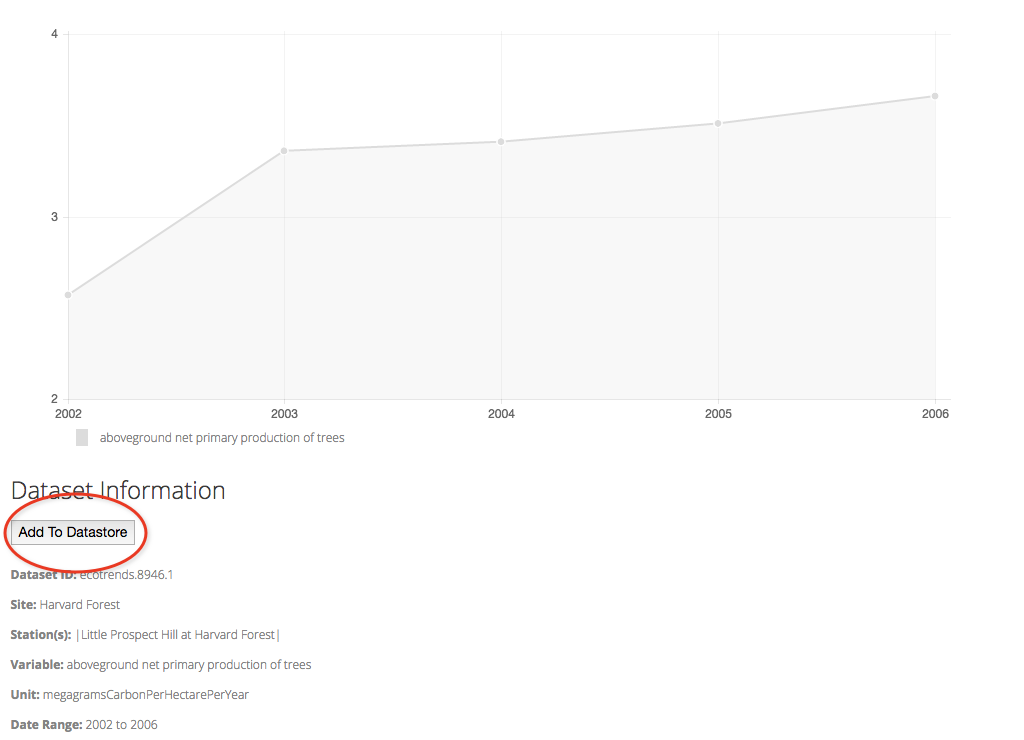 4
3
2
2002 2003 2004 2005 2006
aboveground net primary production of trees
Dataset Information
Add To Datastore
Dataset ID: ecotrends.8946.1
Site: Harvard Forest
Station(s): |Little Prospect Hill at Harvard Forest|
Variable: aboveground net primary production of trees
Unit: megagramsCarbonPerHectarePerYear
Date Range: 2002 to 2006